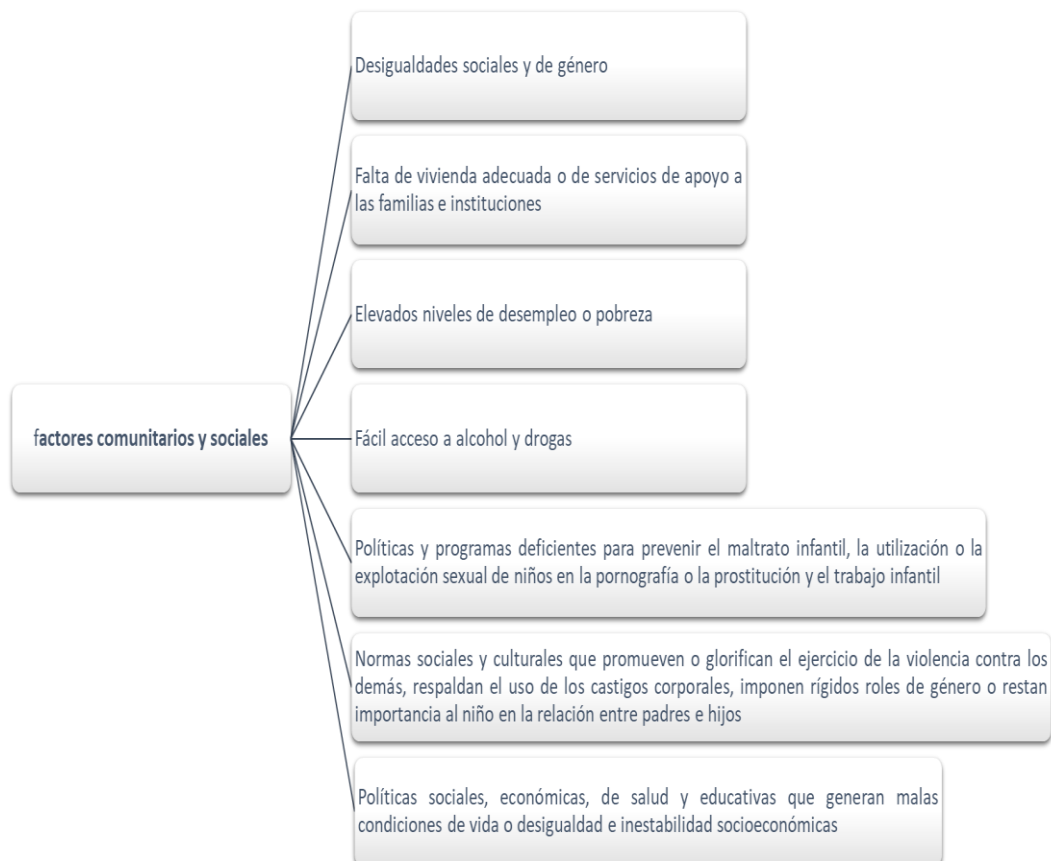 Desigualdades sociales y de género
Falta de vivienda adecuada o de servicios de apoyo a
las familias e instituciones
Elevados niveles de desempleo o pobreza
factores comunitarios y sociales
Fácil acceso a alcohol y drogas
Políticas y programas deficientes para prevenir el maltrato infantil, la utilización o la
explotación sexual de niños en la pornografía o la prostitución y el trabajo infantil
Normas sociales y culturales que promueven o glorifican el ejercicio de la violencia contra los
demás, respaldan el uso de los castigos corporales, imponen rígidos roles de género o restan
importancia al niño en la relación entre padres e hijos
Políticas sociales, económicas, de salud y educativas que generan malas
condiciones de vida o desigualdad e inestabilidad socioeconómicas